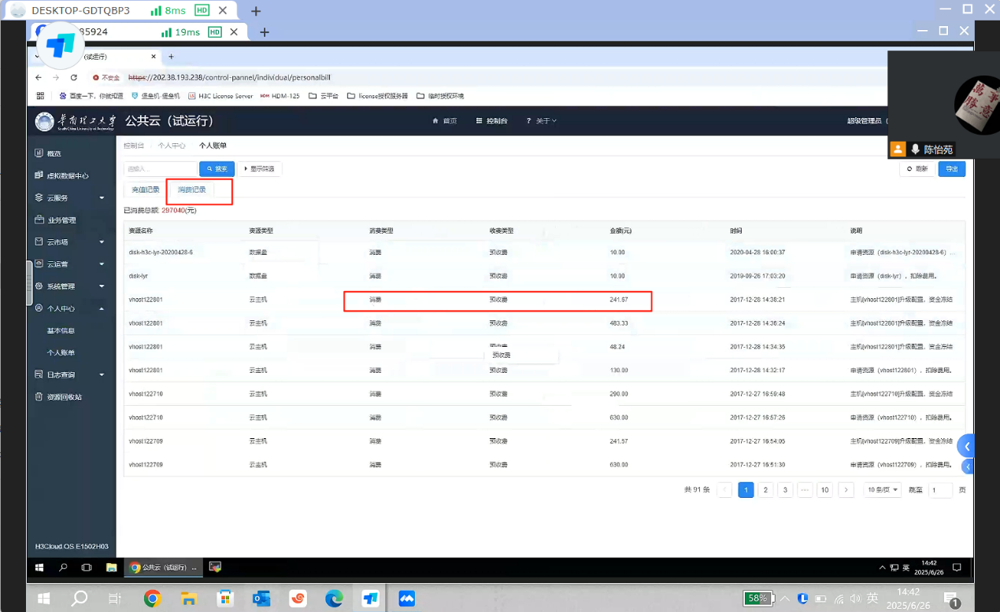 DESKTOP-GDTQBP3 8ms HD
85924 19ms HD
(试运行)
不安全 https://202.38.193.238/control-pannel/individual/personalbill
百度一下，你就知道 堡垒机-堡垒机 H3C License Server HDM HDM-125 云平台 license授权服务器 临时授权环境
华南理工大学 公共云（试运行） 首页 控制台 ? 关于 超级管理员（
South China University of Technology
陈怡苑
概览
虚拟数据中心
云服务
业务管理
云市场
云运营
系统管理
个人中心
基本信息
个人账单
日志查询
资源回收站
H3Cloud OS E1502H03
控制台 / 个人中心 / 个人账单
请输入... 搜索 显示筛选 刷新 导出
充值记录 消费记录
已消费总额: 297040(元)
资源名称 资源类型 消费类型 收费类型 金额(元) 时间 说明
disk-h3c-lyr-20200428-6 数据盘 消费 预收费 10.00 2020-04-28 16:00:37 申请资源（disk-h3c-lyr-20200428-6）...
disk-lyr 数据盘 消费 预收费 10.00 2019-09-26 17:03:20 申请资源（disk-lyr），扣除费用。
vhost122801 云主机 消费 预收费 241.67 2017-12-28 14:38:21 主机[vhost122801]升级配置，资金冻结
vhost122801 云主机 消费 预收费 483.33 2017-12-28 14:36:24 主机[vhost122801]升级配置，资金冻结
vhost122801 云主机 消费 预收费 48.24 2017-12-28 14:34:35 主机[vhost122801]升级配置，资金冻结
预收费
vhost122801 云主机 消费 预收费 130.00 2017-12-28 14:32:17 申请资源（vhost122801），扣除费用。
vhost122710 云主机 消费 预收费 290.00 2017-12-27 16:59:48 主机[vhost122710]升级配置，资金冻结
vhost122710 云主机 消费 预收费 630.00 2017-12-27 16:57:26 申请资源（vhost122710），扣除费用。
vhost122709 云主机 消费 预收费 241.57 2017-12-27 16:54:05 主机[vhost122709]升级配置，资金冻结
vhost122709 云主机 消费 预收费 630.00 2017-12-27 16:51:30 申请资源（vhost122709），扣除费用。
共 91 条 1 2 3 ··· 10 10 条/页 跳至 1 页
公共云（试运行） ... 英 14:42
2025/6/26
58% 英 14:42
2025/6/26 1